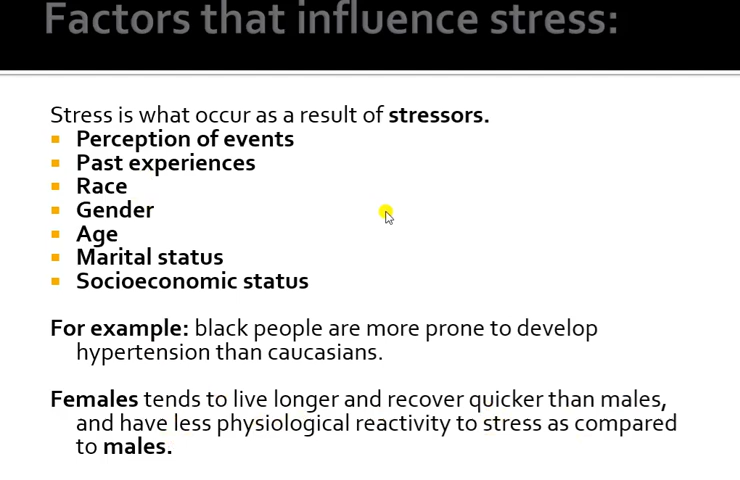 Factors that influence stress:
Stress is what occur as a result of stressors.
Perception of events
Past experiences
Race
Gender
Age
Marital status
Socioeconomic status
For example: black people are more prone to develop
hypertension than caucasians.
Females tends to live longer and recover quicker than males,
and have less physiological reactivity to stress as compared
to males.